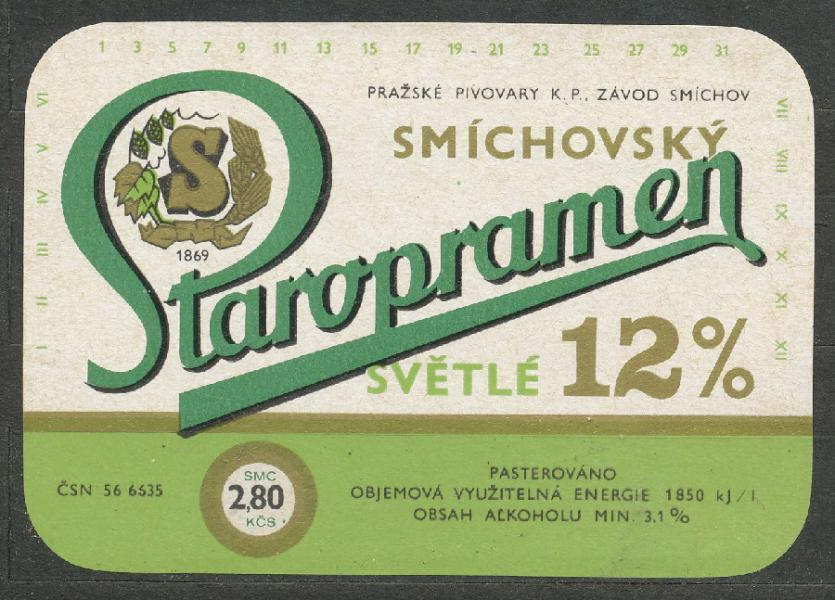 1 3 5 7 9 11 13 15 17 19 21 23 25 27 29 31
I II III IV V VI
VII VIII IX X XI XII
PRAŽSKÉ PIVOVARY K.P., ZÁVOD SMÍCHOV
SMÍCHOVSKÝ
S
1869
Staropramen
SVĚTLÉ 12%
ČSN 56 6635
SMC
2,80
KČS
PASTEROVÁNO
OBJEMOVÁ VYUŽITELNÁ ENERGIE 1850 kJ/l
OBSAH ALKOHOLU MIN. 3,1%